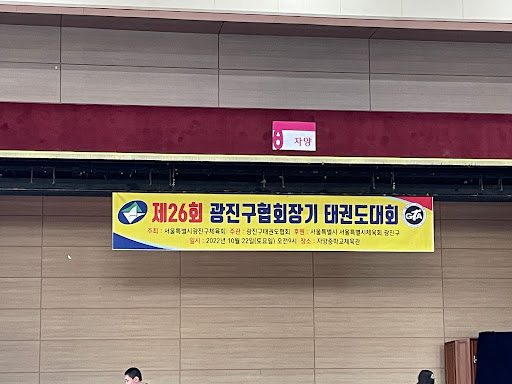 자양
제26회 광진구협회장기 태권도대회
주최 : 서울특별시광진구체육회 주관 : 광진구태권도협회 후원 : 서울특별시 서울특별시체육회 광진구
일시 : 2022년 10월 22일(토요일) 오전9시 장소 : 자양중학교체육관
GTA